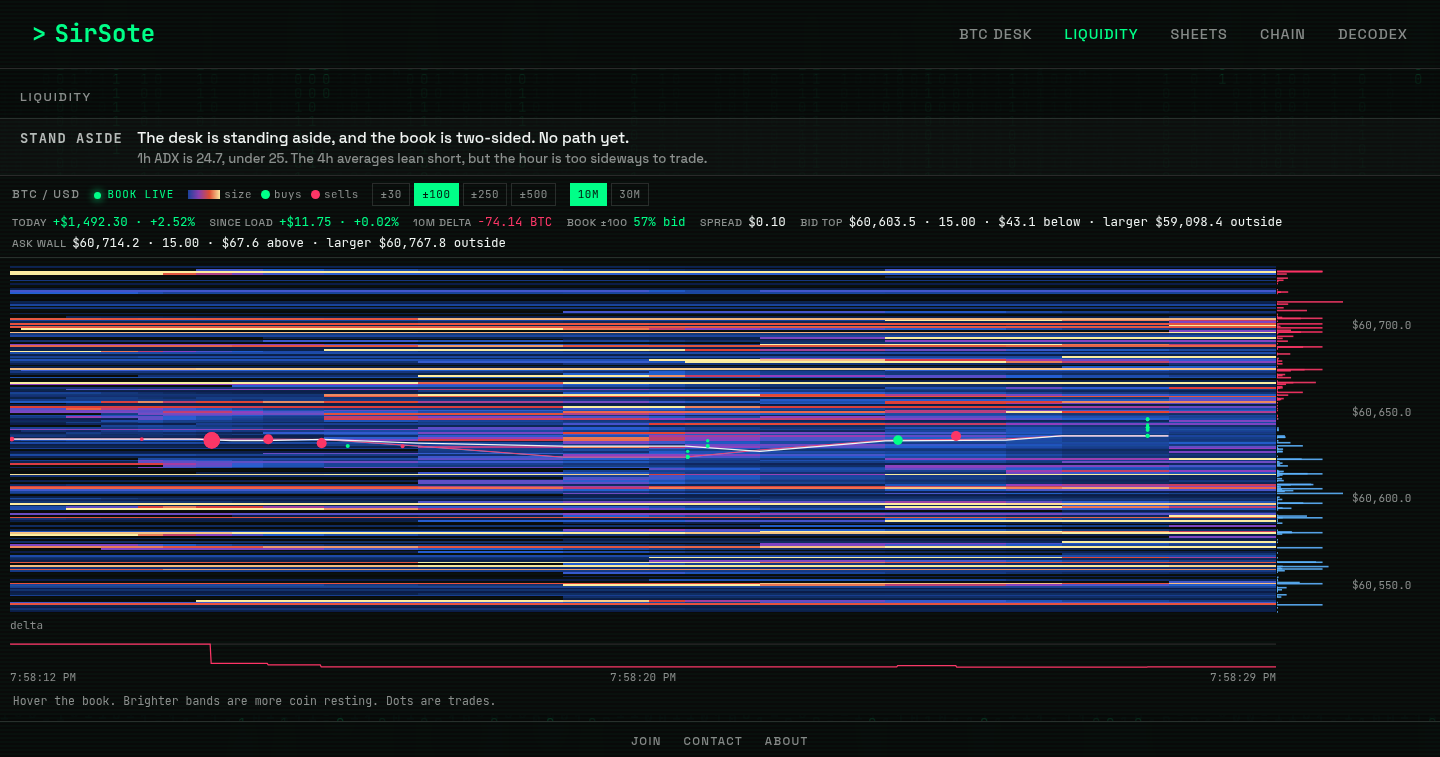 > SirSote
BTC DESK LIQUIDITY SHEETS CHAIN DECODEX
LIQUIDITY
STAND ASIDE The desk is standing aside, and the book is two-sided. No path yet.
1h ADX is 24.7, under 25. The 4h averages lean short, but the hour is too sideways to trade.
BTC / USD BOOK LIVE size buys sells ±30 ±100 ±250 ±500 10M 30M
TODAY +$1,492.30 · +2.52% SINCE LOAD +$11.75 · +0.02% 10M DELTA -74.14 BTC BOOK ±100 57% bid SPREAD $0.10 BID TOP $60,603.5 · 15.00 · $43.1 below · larger $59,098.4 outside
ASK WALL $60,714.2 · 15.00 · $67.6 above · larger $60,767.8 outside
$60,700.0
$60,650.0
$60,600.0
$60,550.0
delta
7:58:12 PM 7:58:20 PM 7:58:29 PM
Hover the book. Brighter bands are more coin resting. Dots are trades.
JOIN CONTACT ABOUT